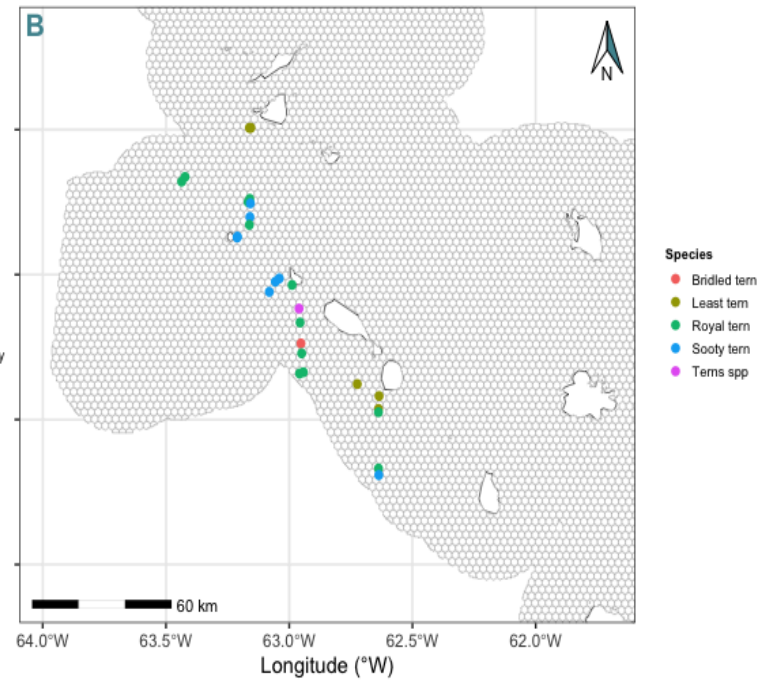 B
N
Species
Bridled tern
Least tern
Royal tern
Sooty tern
Terns spp
y
60 km
64.0°W 63.5°W 63.0°W 62.5°W 62.0°W
Longitude (°W)